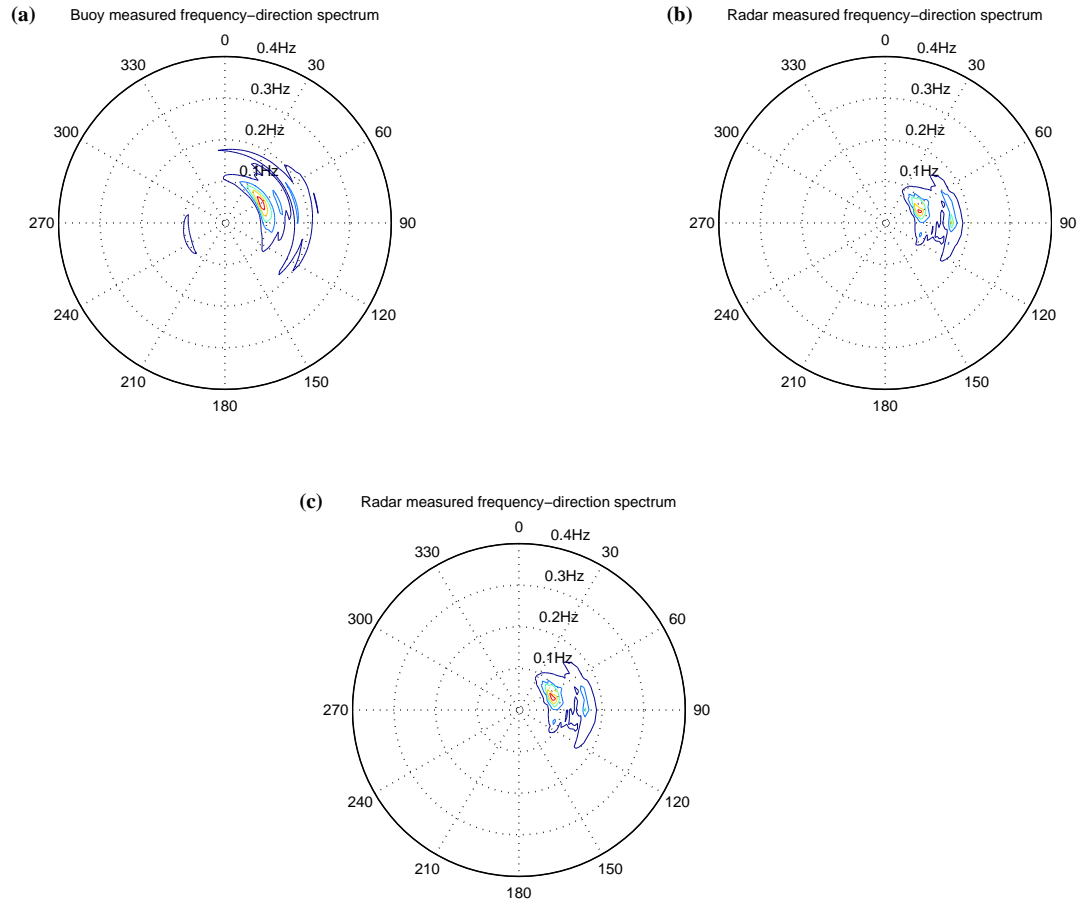 (a) Buoy measured frequency−direction spectrum
0
0.4Hz
330
30
0.3Hz
300
60
0.2Hz
0.1Hz
270
90
240
120
210
150
180
(b) Radar measured frequency−direction spectrum
0
0.4Hz
330
30
0.3Hz
300
60
0.2Hz
0.1Hz
270
90
240
120
210
150
180
(c) Radar measured frequency−direction spectrum
0
0.4Hz
330
30
0.3Hz
300
60
0.2Hz
0.1Hz
270
90
240
120
210
150
180